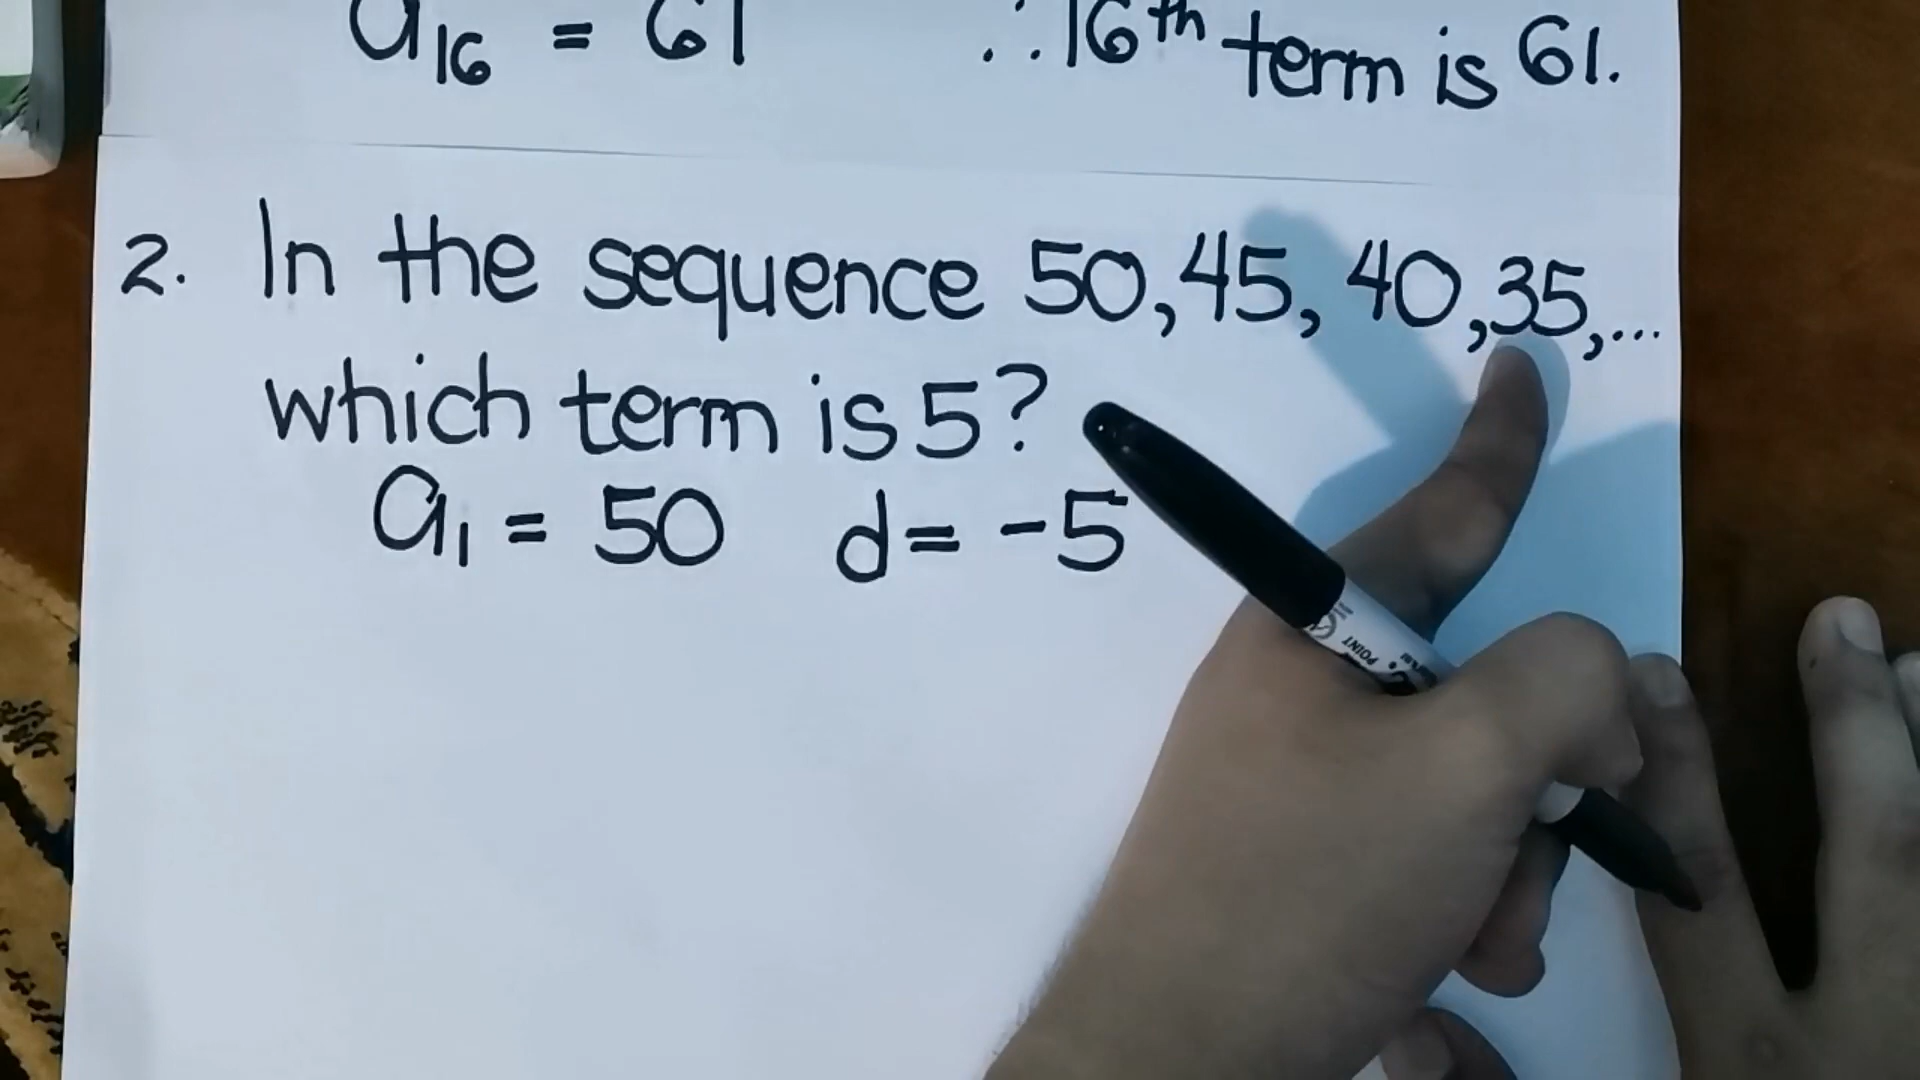 a16 = 61 ∴ 16th term is 61.
2. In the sequence 50, 45, 40, 35, ...
which term is 5?
a1 = 50 d = -5
POINT